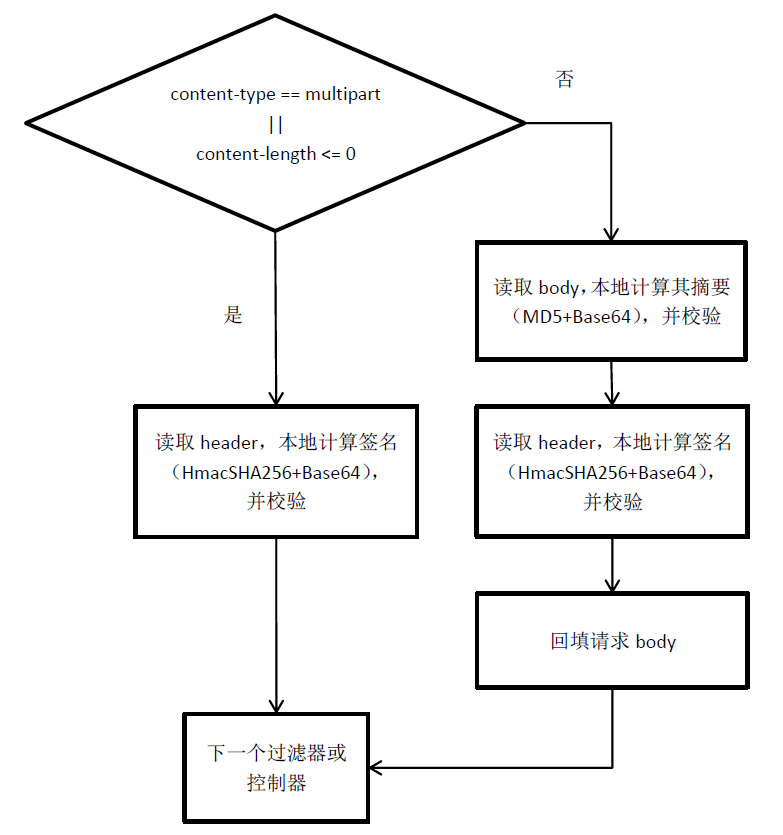 content-type == multipart
||
content-length <= 0
否
是
读取 body，本地计算其摘要
（MD5+Base64），并校验
读取 header，本地计算签名
（HmacSHA256+Base64），
并校验
读取 header，本地计算签名
（HmacSHA256+Base64），
并校验
回填请求 body
下一个过滤器或
控制器